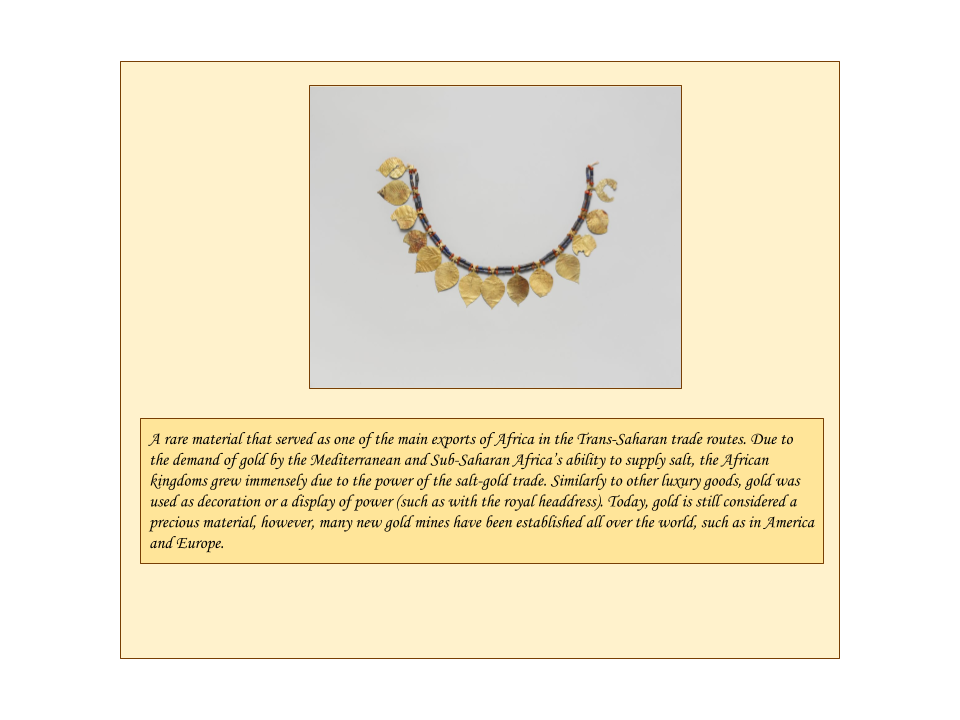 A rare material that served as one of the main exports of Africa in the Trans-Saharan trade routes. Due to
the demand of gold by the Mediterranean and Sub-Saharan Africa’s ability to supply salt, the African
kingdoms grew immensely due to the power of the salt-gold trade. Similarly to other luxury goods, gold was
used as decoration or a display of power (such as with the royal headdress). Today, gold is still considered a
precious material, however, many new gold mines have been established all over the world, such as in America
and Europe.